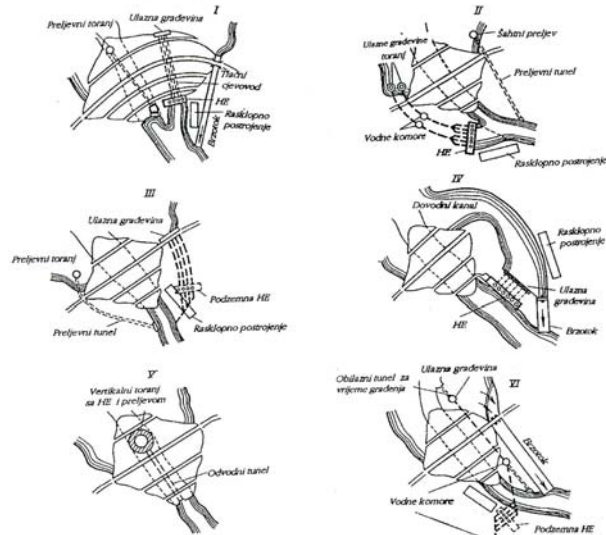 I
Ulazna građevina
Preljevni toranj
Tlačni
cjevovod
HE
Rasklopno
postrojenje
Brzotok
II
Ulazne građevine
toranj
Šahtni preljev
Preljevni tunel
Vodne komore
HE
Rasklopno postrojenje
III
Ulazna građevina
Preljevni toranj
Podzemna HE
Preljevni tunel
Rasklopno postrojenje
IV
Dovodni kanal
Rasklopno
postrojenje
Ulazna
građevina
HE
Brzotok
V
Vertikalni toranj
sa HE i preljevom
Odvodni tunel
VI
Ulazna građevina
Obilazni tunel za
vrijeme građenja
Brzotok
Vodne komore
Podzemna HE